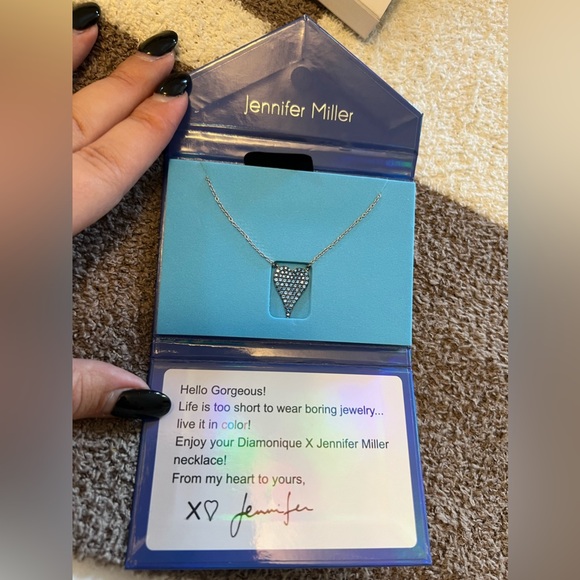 Jennifer Miller
Hello Gorgeous!
Life is too short to wear boring jewelry...
live it in color!
Enjoy your Diamonique X Jennifer Miller
necklace!
From my heart to yours,
X♡ Jennifer